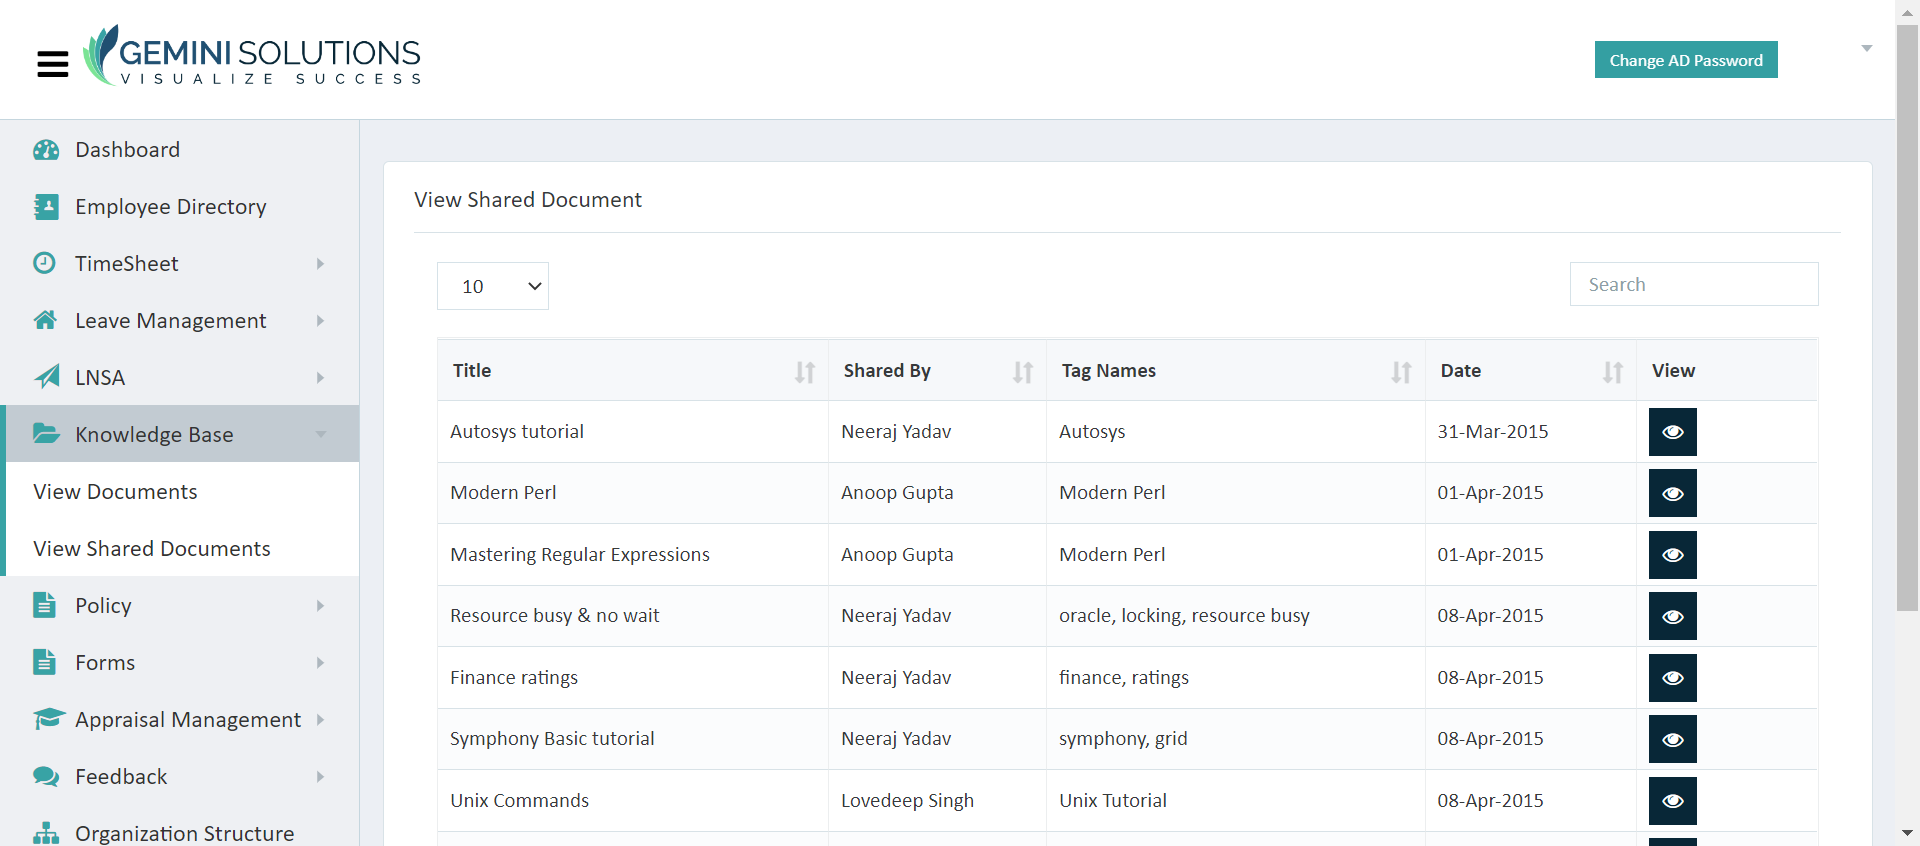 GEMINI SOLUTIONS
VISUALIZE SUCCESS
Change AD Password
Dashboard
Employee Directory
TimeSheet
Leave Management
LNSA
Knowledge Base
View Documents
View Shared Documents
Policy
Forms
Appraisal Management
Feedback
Organization Structure
View Shared Document
10
Search
Title Shared By Tag Names Date View
Autosys tutorial Neeraj Yadav Autosys 31-Mar-2015
Modern Perl Anoop Gupta Modern Perl 01-Apr-2015
Mastering Regular Expressions Anoop Gupta Modern Perl 01-Apr-2015
Resource busy & no wait Neeraj Yadav oracle, locking, resource busy 08-Apr-2015
Finance ratings Neeraj Yadav finance, ratings 08-Apr-2015
Symphony Basic tutorial Neeraj Yadav symphony, grid 08-Apr-2015
Unix Commands Lovedeep Singh Unix Tutorial 08-Apr-2015